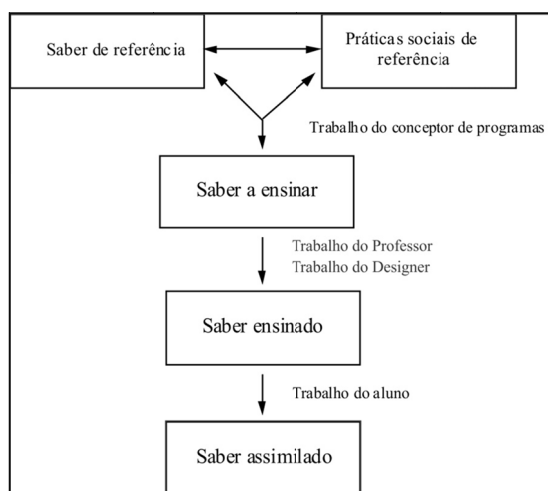 Saber de referência
Práticas sociais de
referência
Trabalho do conceptor de programas
Saber a ensinar
Trabalho do Professor
Trabalho do Designer
Saber ensinado
Trabalho do aluno
Saber assimilado